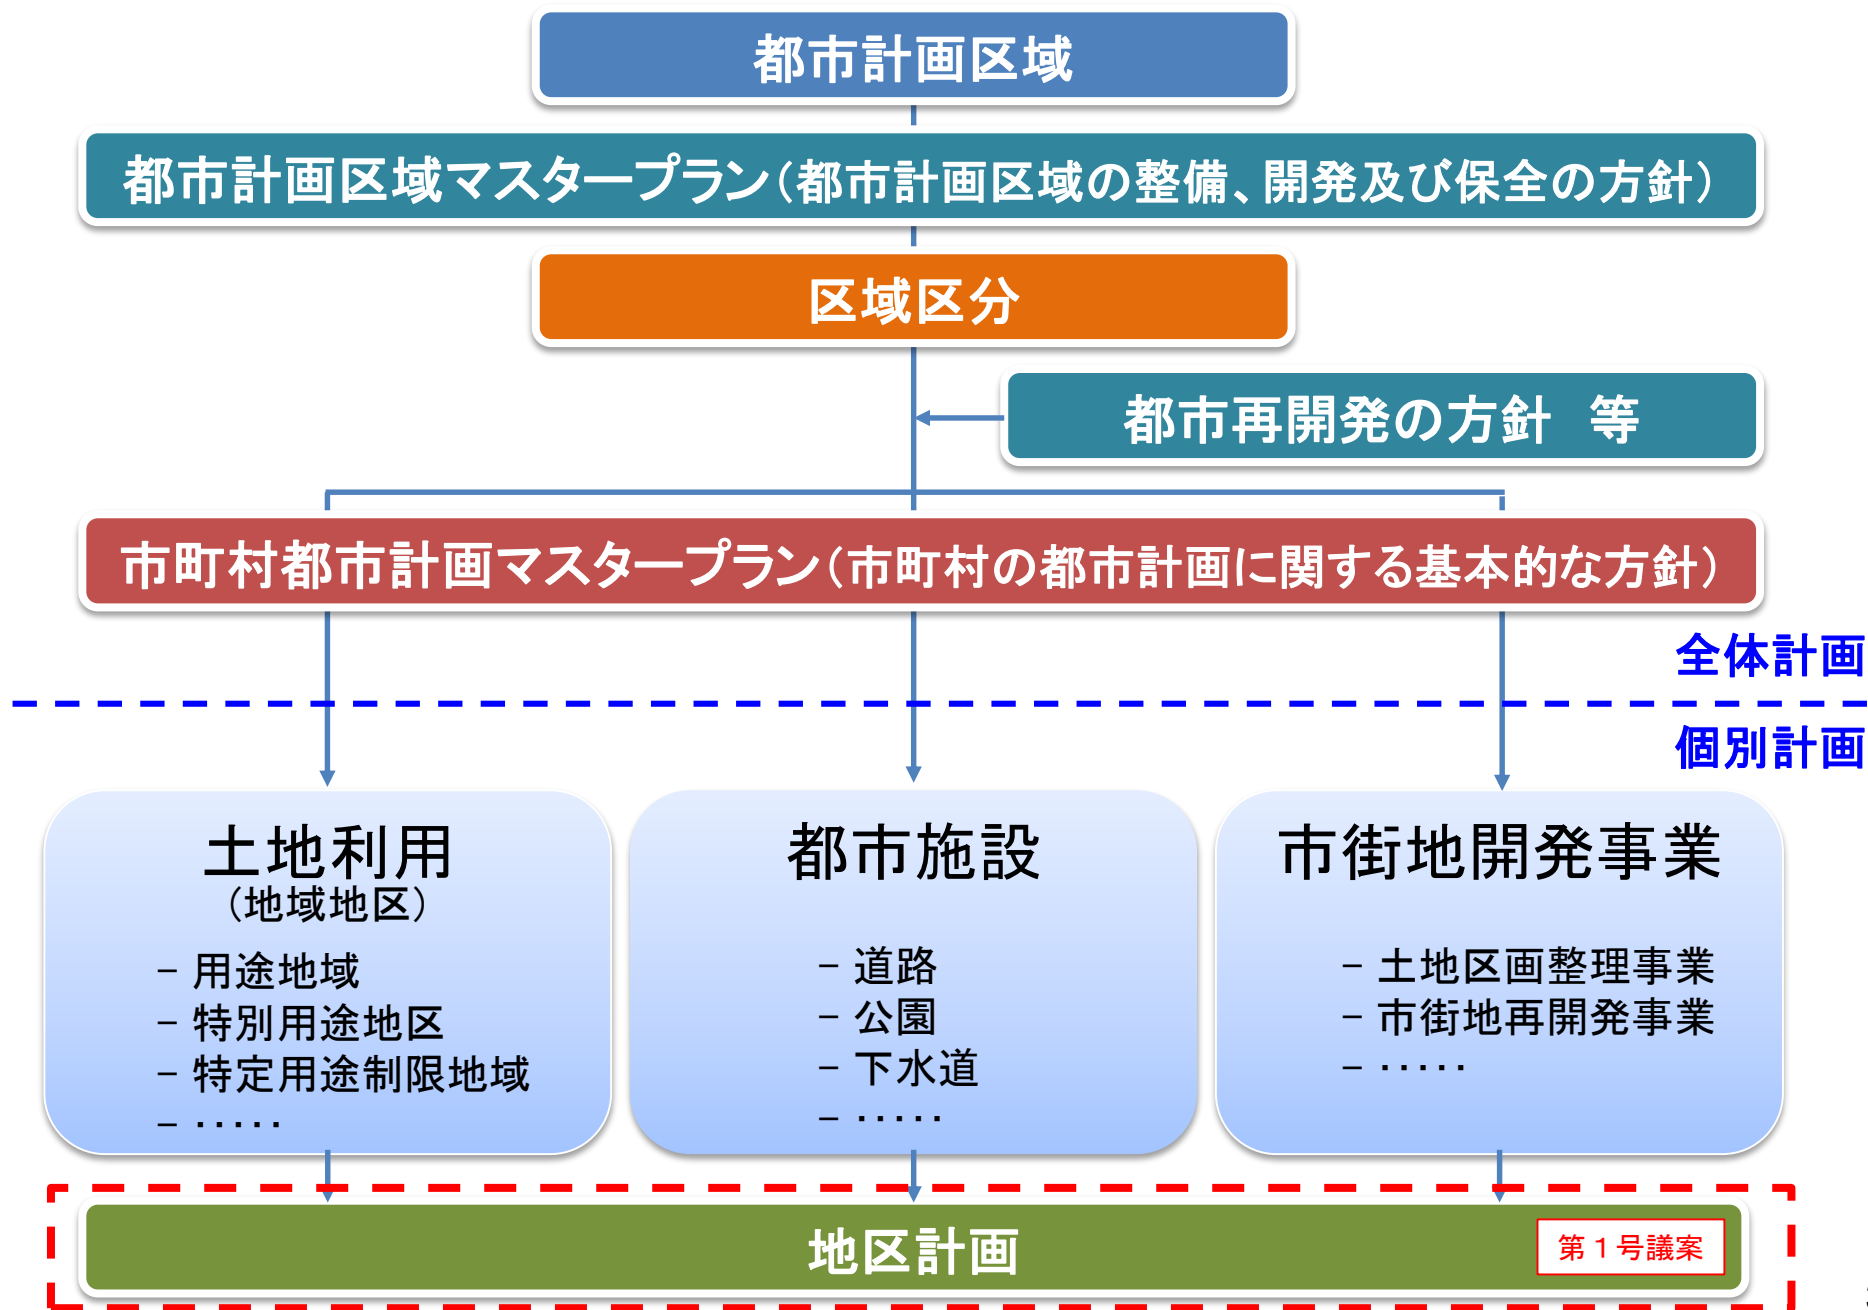 都市計画区域
都市計画区域マスタープラン（都市計画区域の整備、開発及び保全の方針）
区域区分
都市再開発の方針　等
市町村都市計画マスタープラン（市町村の都市計画に関する基本的な方針）
全体計画
個別計画
土地利用
（地域地区）
− 用途地域
− 特別用途地区
− 特定用途制限地域
− ‥‥‥
都市施設
− 道路
− 公園
− 下水道
− ‥‥‥
市街地開発事業
− 土地区画整理事業
− 市街地再開発事業
− ‥‥‥
地区計画
第１号議案